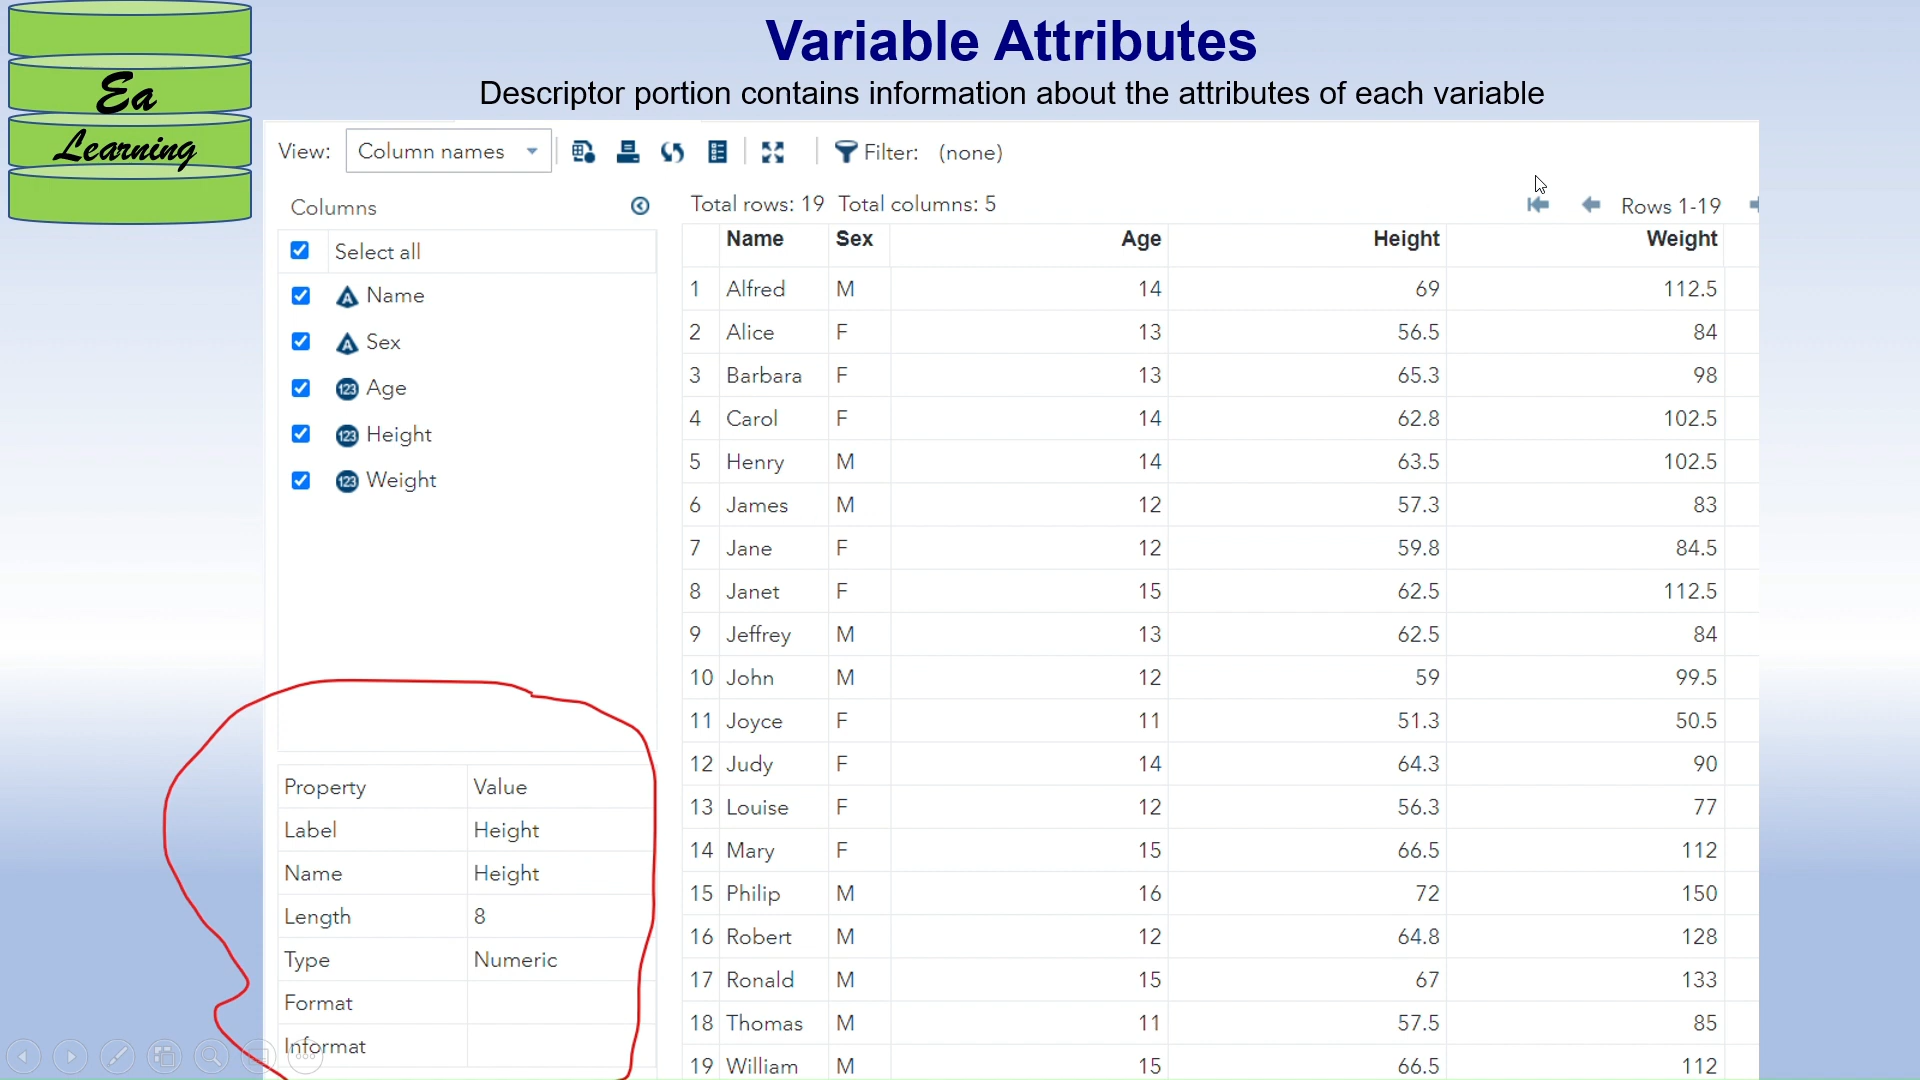 Ea
Learning
Variable Attributes
Descriptor portion contains information about the attributes of each variable
View: Column names Filter: (none)
Columns
Select all
Name
Sex
Age
Height
Weight
Property Value
Label Height
Name Height
Length 8
Type Numeric
Format
Informat
Total rows: 19 Total columns: 5 Rows 1-19
Name Sex Age Height Weight
1 Alfred M 14 69 112.5
2 Alice F 13 56.5 84
3 Barbara F 13 65.3 98
4 Carol F 14 62.8 102.5
5 Henry M 14 63.5 102.5
6 James M 12 57.3 83
7 Jane F 12 59.8 84.5
8 Janet F 15 62.5 112.5
9 Jeffrey M 13 62.5 84
10 John M 12 59 99.5
11 Joyce F 11 51.3 50.5
12 Judy F 14 64.3 90
13 Louise F 12 56.3 77
14 Mary F 15 66.5 112
15 Philip M 16 72 150
16 Robert M 12 64.8 128
17 Ronald M 15 67 133
18 Thomas M 11 57.5 85
19 William M 15 66.5 112